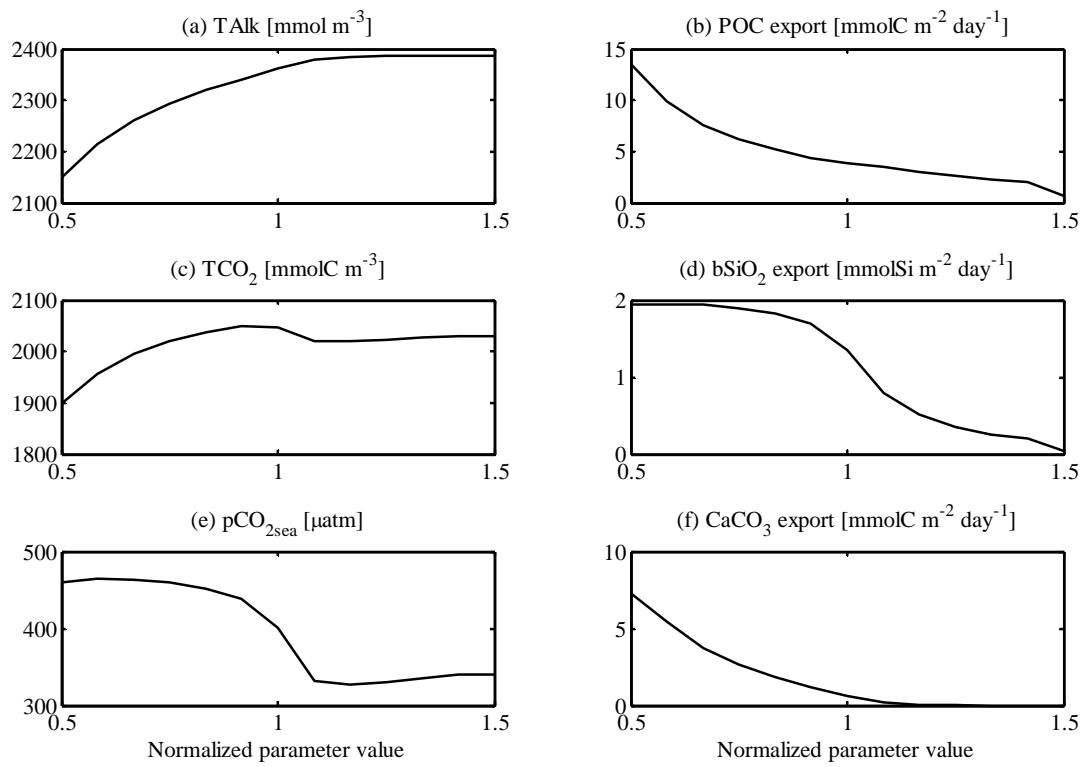 (a) TAlk [mmol m⁻³]
2400
2300
2200
2100
0.5 1 1.5
(b) POC export [mmolC m⁻² day⁻¹]
15
10
5
0
0.5 1 1.5
(c) TCO₂ [mmolC m⁻³]
2100
2000
1900
1800
0.5 1 1.5
(d) bSiO₂ export [mmolSi m⁻² day⁻¹]
2
1
0
0.5 1 1.5
(e) pCO₂sea [µatm]
500
400
300
0.5 1 1.5
Normalized parameter value
(f) CaCO₃ export [mmolC m⁻² day⁻¹]
10
5
0
0.5 1 1.5
Normalized parameter value